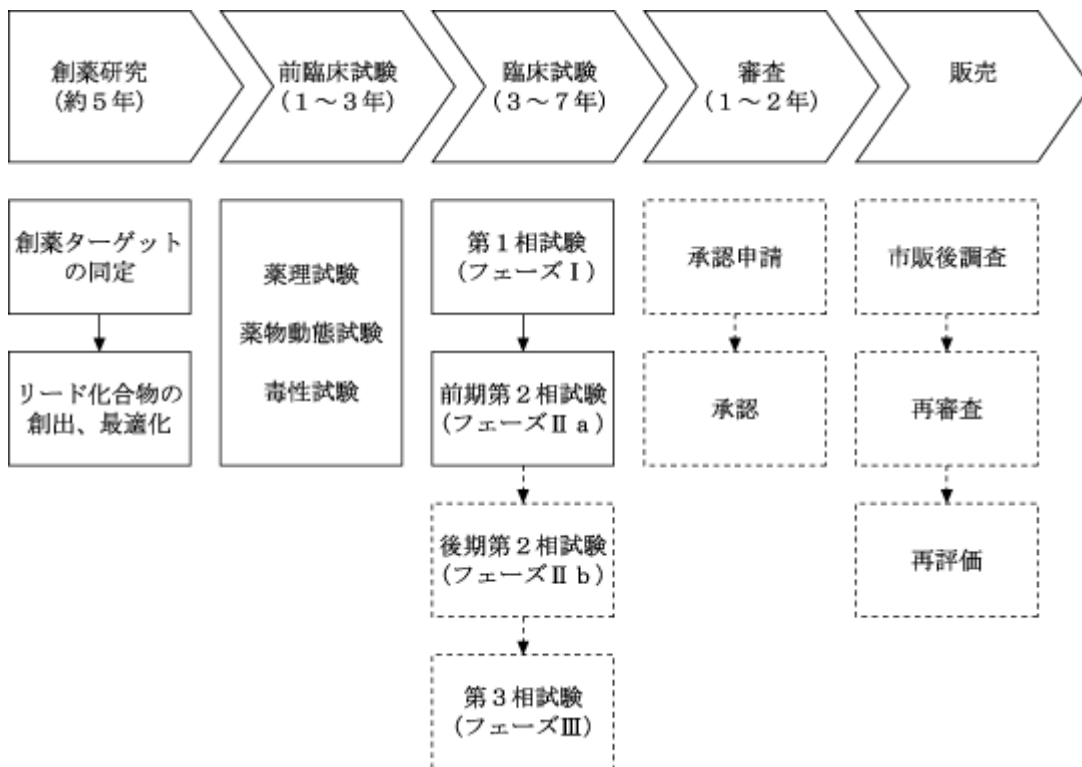 創薬研究
(約5年)
前臨床試験
(1～3年)
臨床試験
(3～7年)
審査
(1～2年)
販売
創薬ターゲット
の同定
リード化合物の
創出、最適化
薬理試験
薬物動態試験
毒性試験
第1相試験
(フェーズⅠ)
前期第2相試験
(フェーズⅡa)
後期第2相試験
(フェーズⅡb)
第3相試験
(フェーズⅢ)
承認申請
承認
市販後調査
再審査
再評価